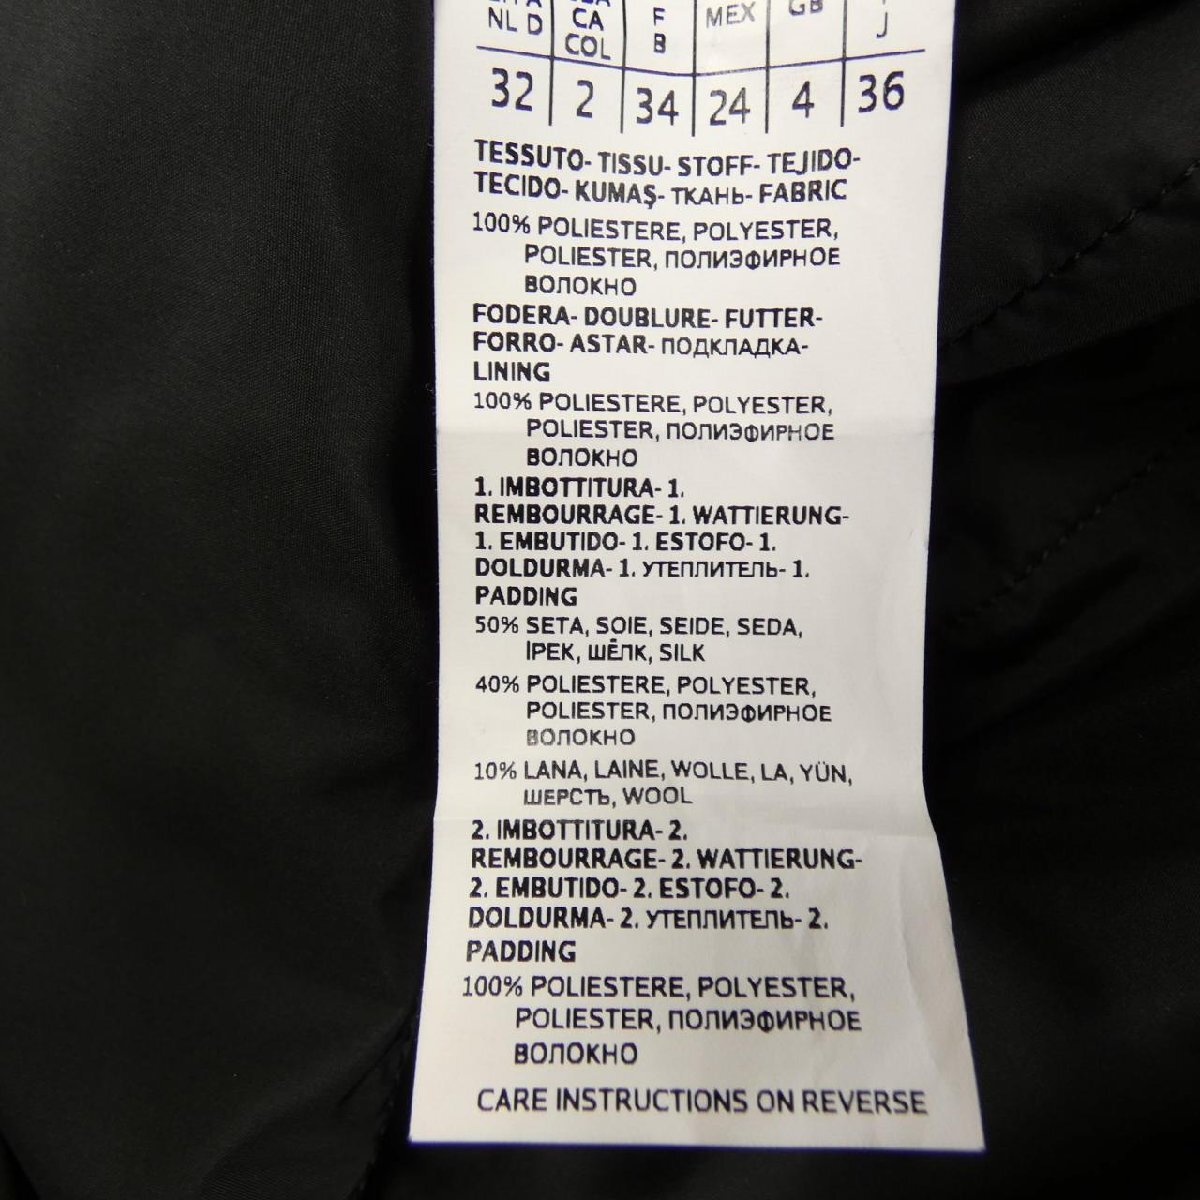 NL D CA F MEX GB J
COL B
32 2 34 24 4 36
TESSUTO- TISSU- STOFF- TEJIDO-
TECIDO- KUMAŞ- ТКАНЬ- FABRIC
100% POLIESTERE, POLYESTER,
POLIESTER, ПОЛИЭФИРНОЕ
ВОЛОКНО
FODERA- DOUBLURE- FUTTER-
FORRO- ASTAR- ПОДКЛАДКА-
LINING
100% POLIESTERE, POLYESTER,
POLIESTER, ПОЛИЭФИРНОЕ
ВОЛОКНО
1. IMBOTTITURA- 1.
REMBOURRAGE- 1. WATTIERUNG-
1. EMBUTIDO- 1. ESTOFO- 1.
DOLDURMA- 1. УТЕПЛИТЕЛЬ- 1.
PADDING
50% SETA, SOIE, SEIDE, SEDA,
İPEK, ШЁЛК, SILK
40% POLIESTERE, POLYESTER,
POLIESTER, ПОЛИЭФИРНОЕ
ВОЛОКНО
10% LANA, LAINE, WOLLE, LA, YÜN,
ШЕРСТЬ, WOOL
2. IMBOTTITURA- 2.
REMBOURRAGE- 2. WATTIERUNG-
2. EMBUTIDO- 2. ESTOFO- 2.
DOLDURMA- 2. УТЕПЛИТЕЛЬ- 2.
PADDING
100% POLIESTERE, POLYESTER,
POLIESTER, ПОЛИЭФИРНОЕ
ВОЛОКНО
CARE INSTRUCTIONS ON REVERSE